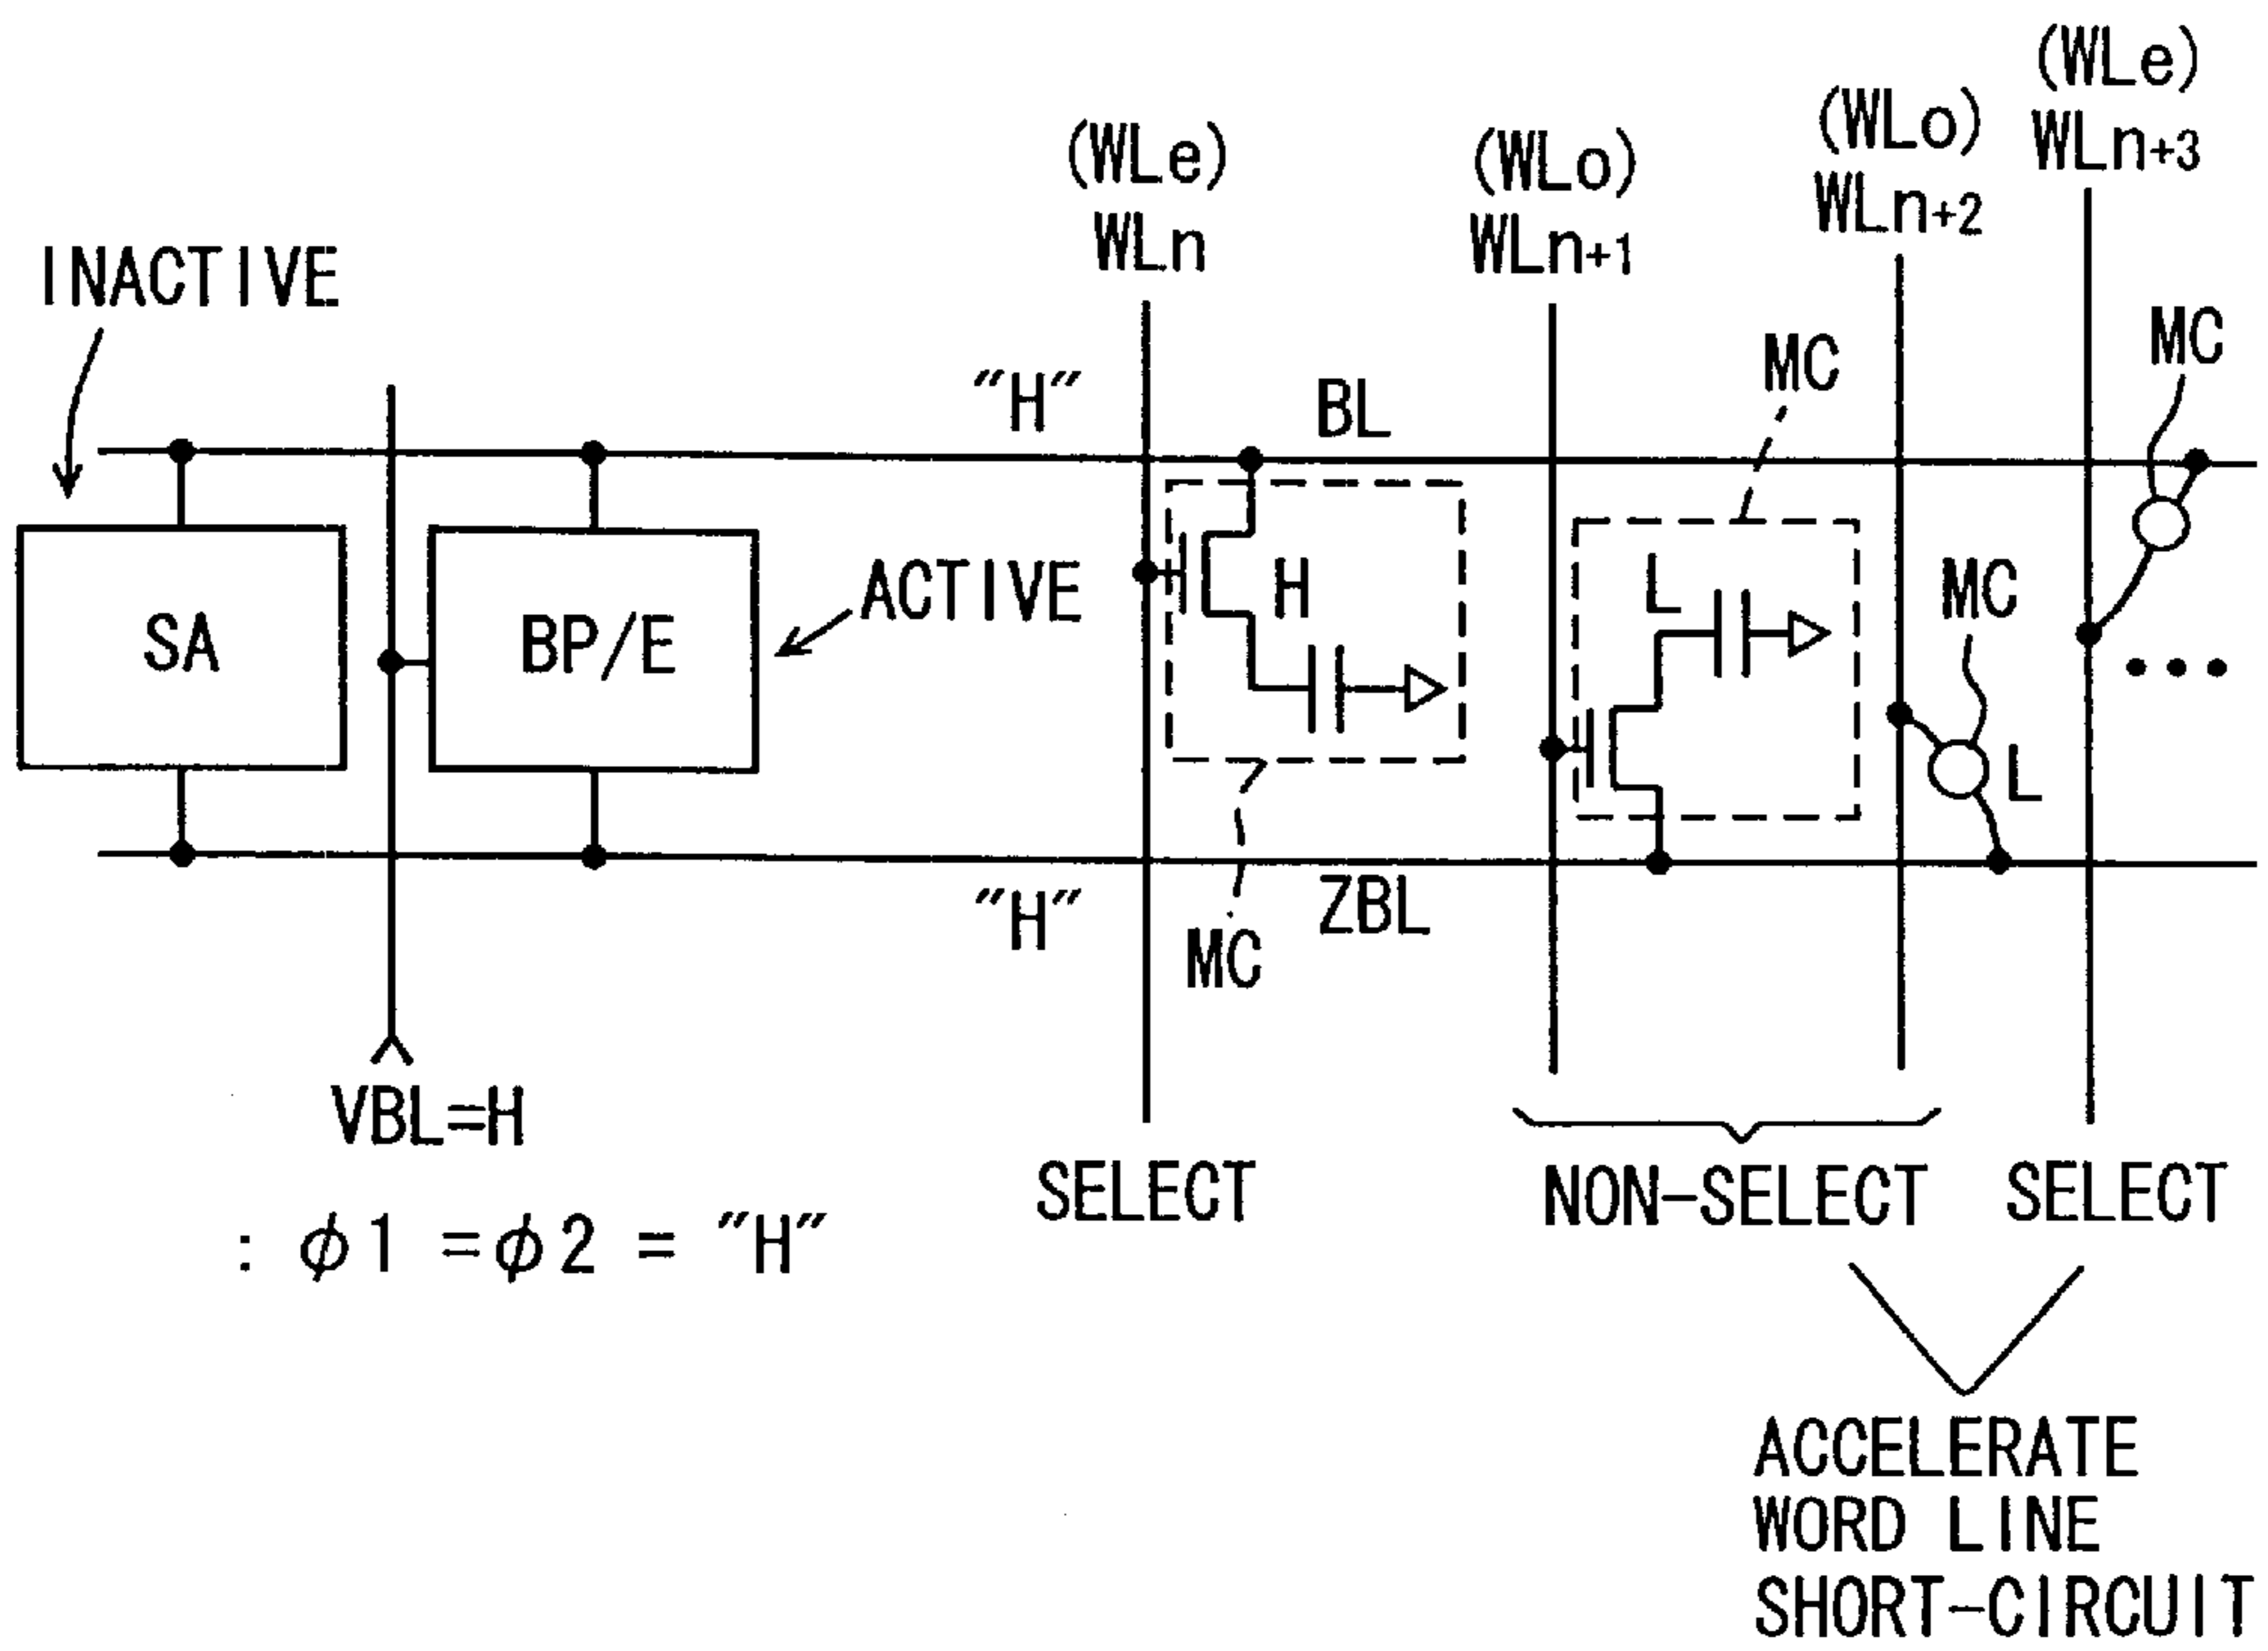 (WLe)
WLn+3
(WLo)
WLn+2
(WLe)
WLn
(WLo)
WLn+1
INACTIVE
MC
MC
"H"
BL
SA
BP/E
ACTIVE
H
L
MC
L
"H"
ZBL
MC
VBL=H
: φ1 =φ2 = "H"
SELECT
NON-SELECT
SELECT
ACCELERATE
WORD LINE
SHORT-CIRCUIT